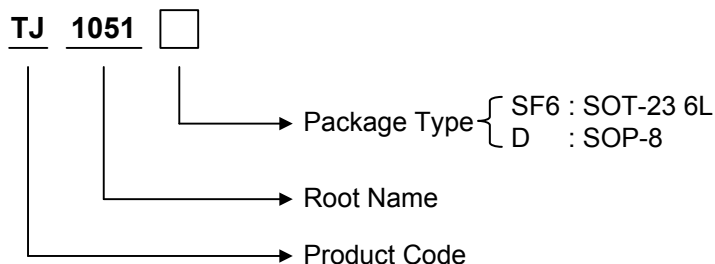 TJ 1051
SF6 : SOT-23 6L
Package Type
D : SOP-8
Root Name
Product Code